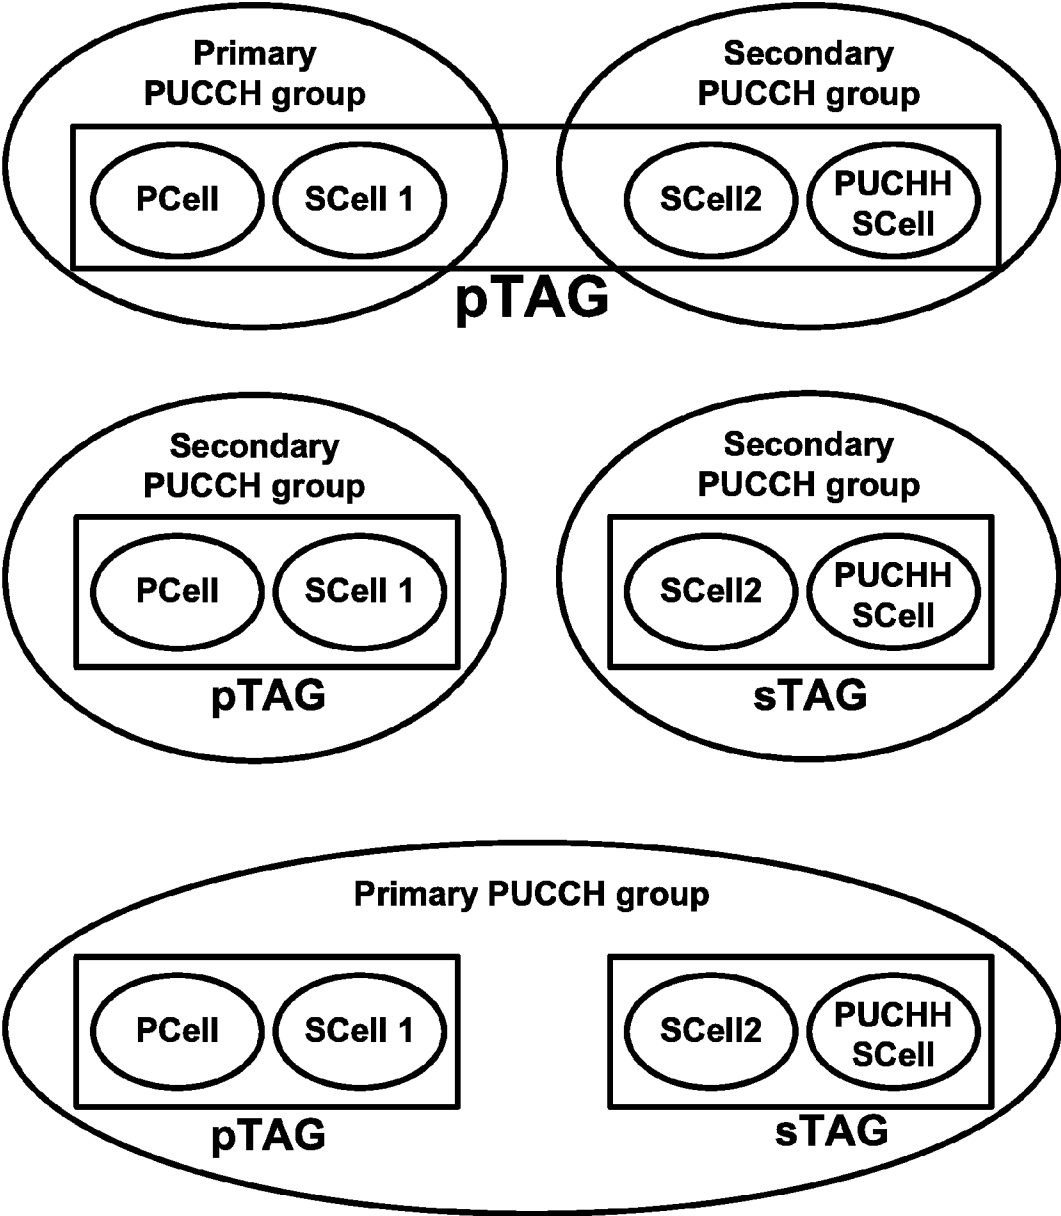 Primary
PUCCH group
Secondary
PUCCH group
PCell
SCell 1
SCell2
PUCHH
SCell
pTAG
Secondary
PUCCH group
Secondary
PUCCH group
PCell
SCell 1
SCell2
PUCHH
SCell
pTAG
sTAG
Primary PUCCH group
PCell
SCell 1
SCell2
PUCHH
SCell
pTAG
sTAG